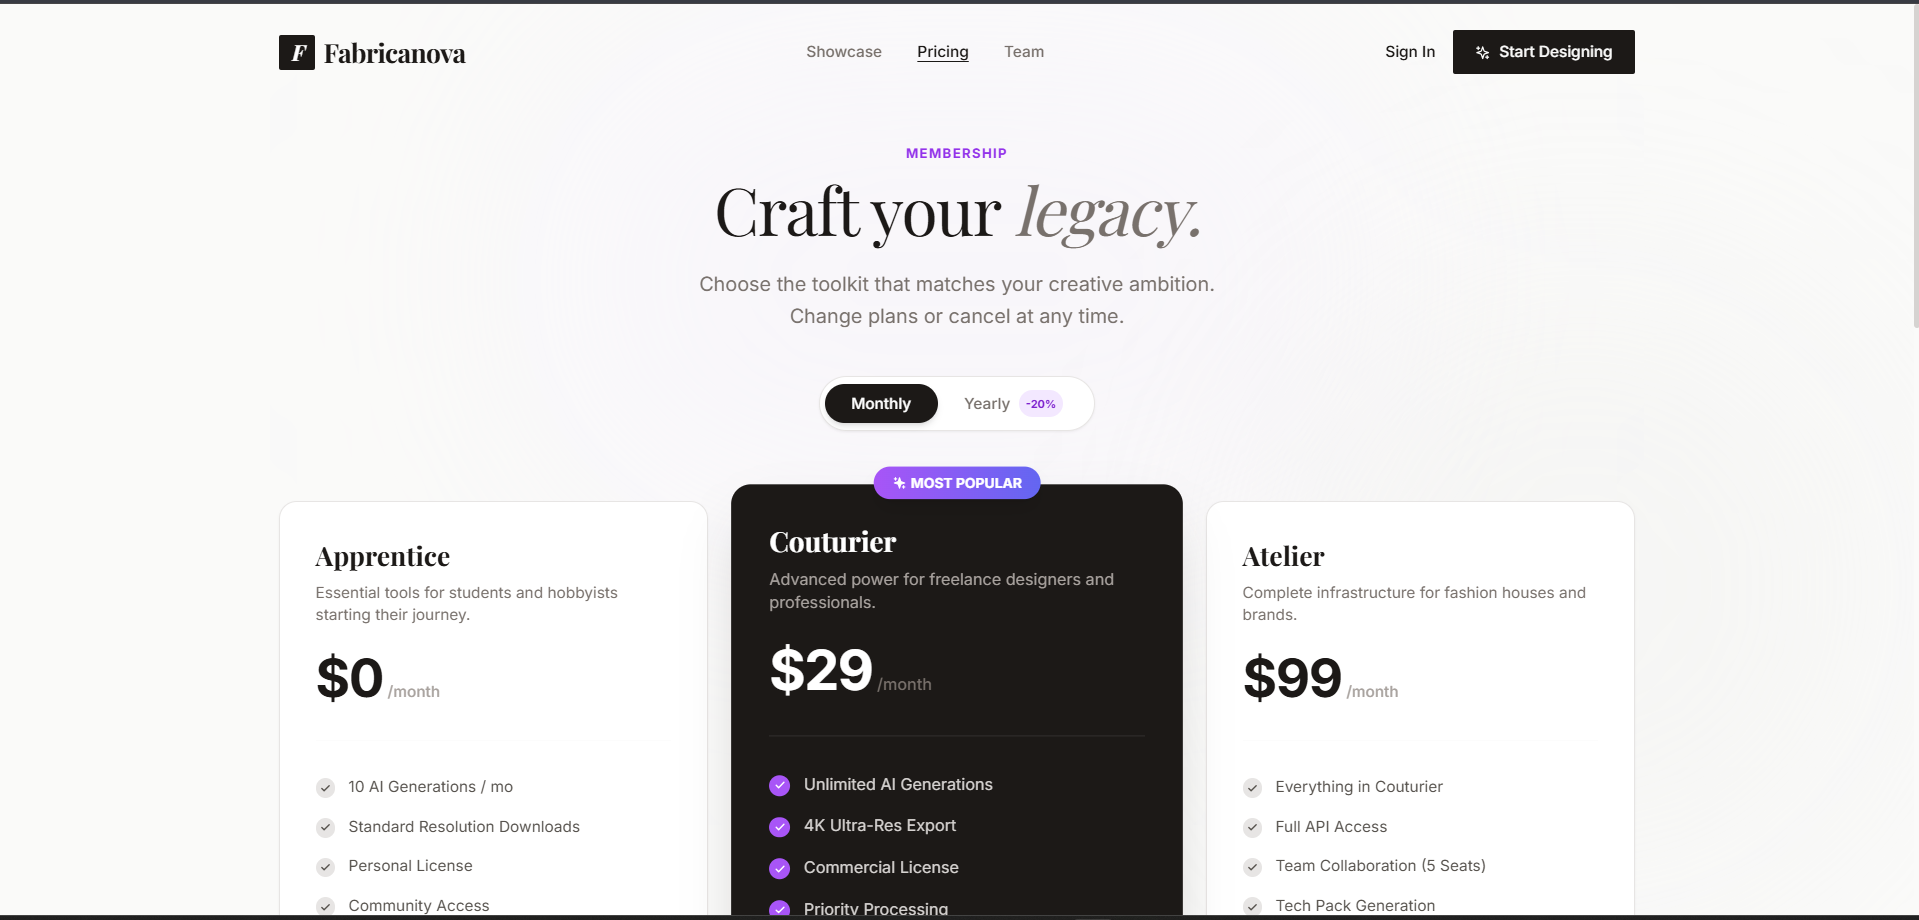 F Fabricanova
Showcase Pricing Team
Sign In Start Designing
MEMBERSHIP
Craft your legacy.
Choose the toolkit that matches your creative ambition.
Change plans or cancel at any time.
Monthly Yearly -20%
Apprentice
Essential tools for students and hobbyists
starting their journey.
$0 /month
10 AI Generations / mo
Standard Resolution Downloads
Personal License
Community Access
MOST POPULAR
Couturier
Advanced power for freelance designers and
professionals.
$29 /month
Unlimited AI Generations
4K Ultra-Res Export
Commercial License
Priority Processing
Atelier
Complete infrastructure for fashion houses and
brands.
$99 /month
Everything in Couturier
Full API Access
Team Collaboration (5 Seats)
Tech Pack Generation